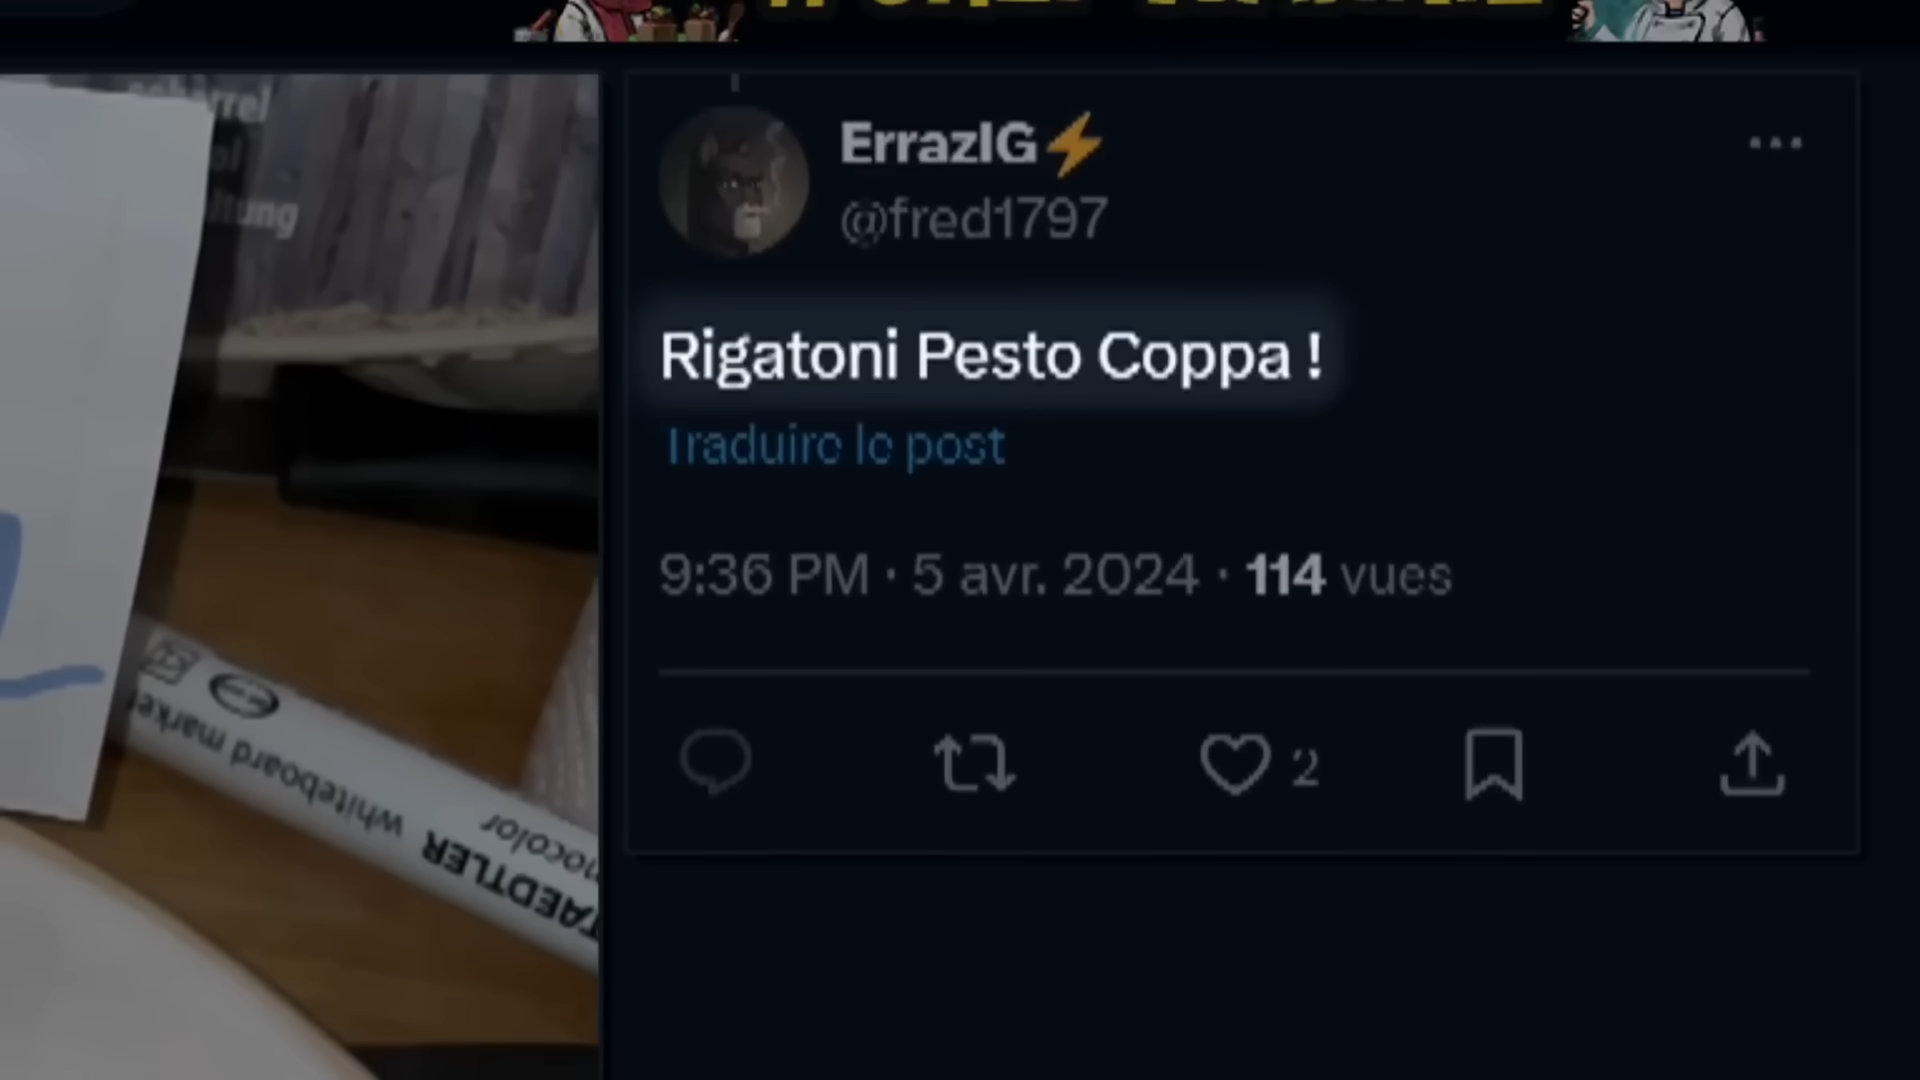 ErrazIG⚡
@fred1797
Rigatoni Pesto Coppa !
Traduire le post
9:36 PM · 5 avr. 2024 · 114 vues
2
whiteboard marker
STAEDTLER